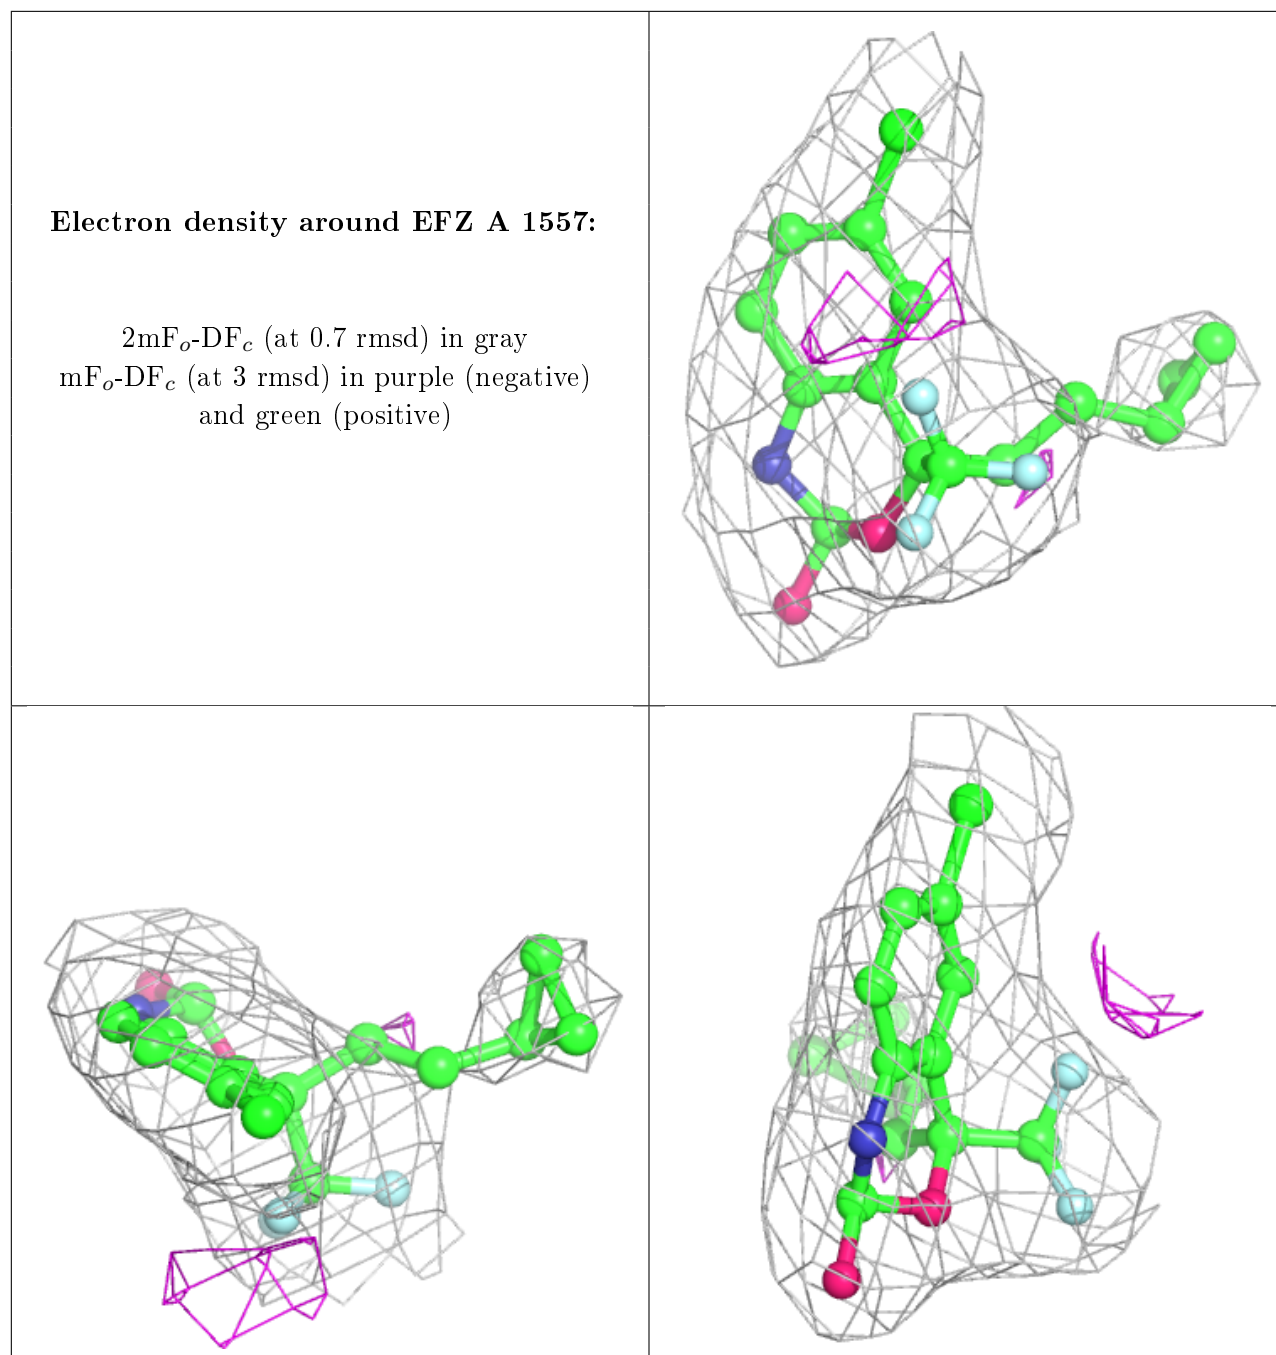 Electron density around EFZ A 1557:
2mFo-DFc (at 0.7 rmsd) in gray
mFo-DFc (at 3 rmsd) in purple (negative)
and green (positive)